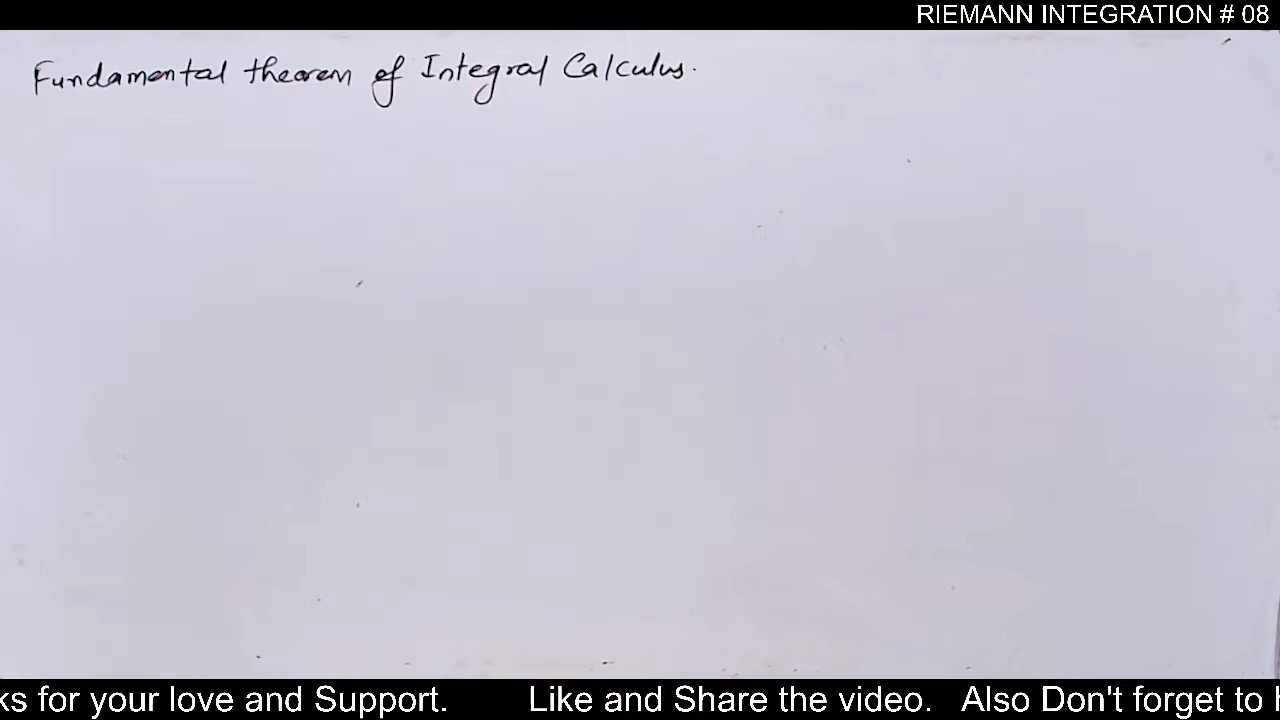 RIEMANN INTEGRATION # 08
Fundamental theorem of Integral Calculus.
ks for your love and Support. Like and Share the video. Also Don't forget to